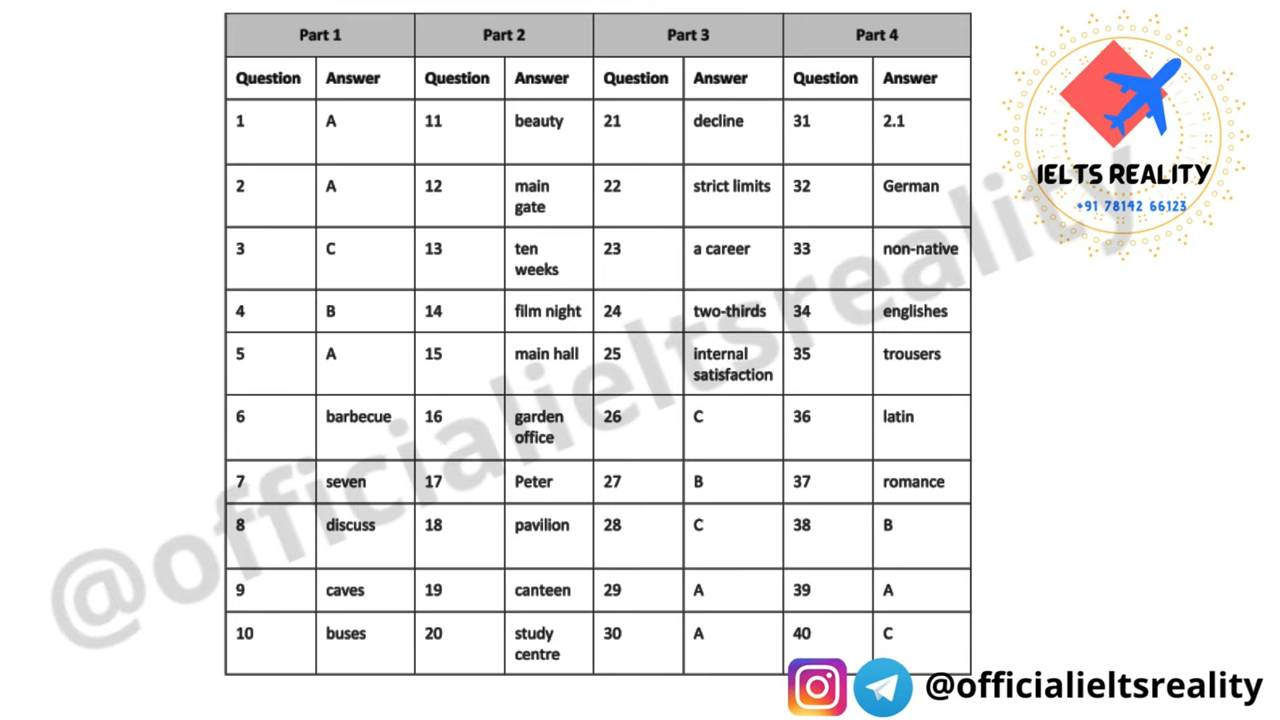 Part 1 Part 2 Part 3 Part 4
Question Answer Question Answer Question Answer Question Answer
1 A 11 beauty 21 decline 31 2.1
2 A 12 main gate 22 strict limits 32 German
3 C 13 ten weeks 23 a career 33 non-native
4 B 14 film night 24 two-thirds 34 englishes
5 A 15 main hall 25 internal satisfaction 35 trousers
6 barbecue 16 garden office 26 C 36 latin
7 seven 17 Peter 27 B 37 romance
8 discuss 18 pavilion 28 C 38 B
9 caves 19 canteen 29 A 39 A
10 buses 20 study centre 30 A 40 C
IELTS REALITY
+91 78142 66123
@officialieltsreality
@officialieltsreality